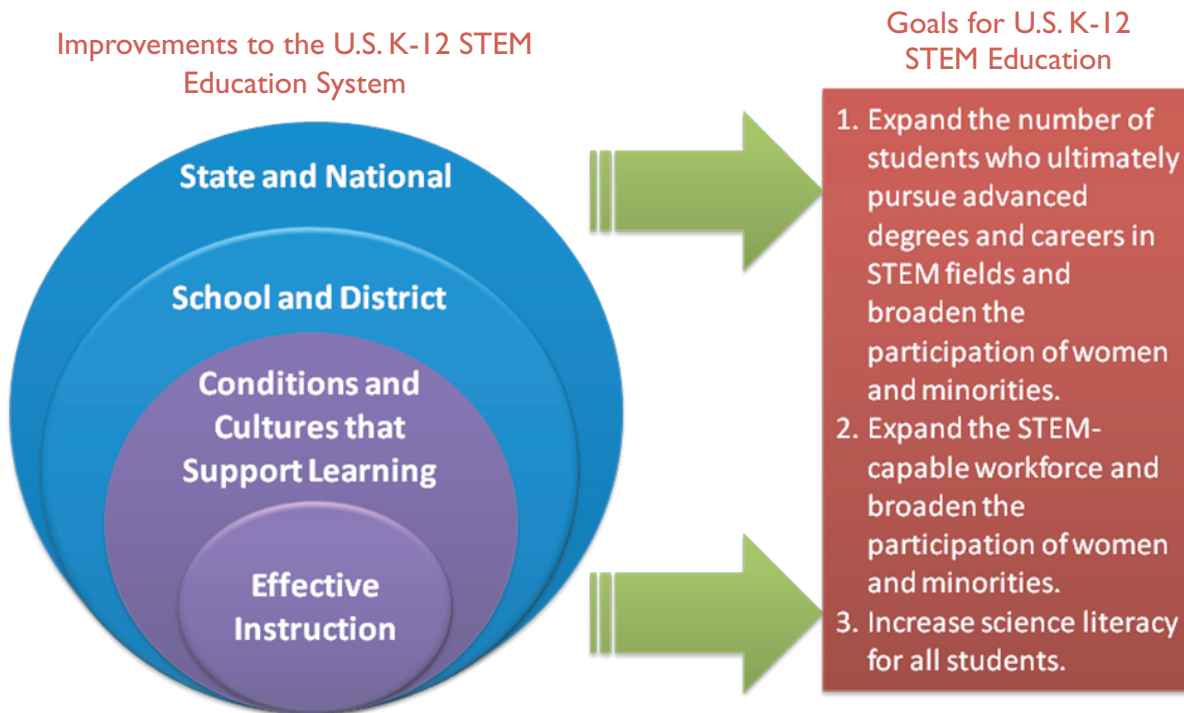 Improvements to the U.S. K-12 STEM
Education System
State and National
School and District
Conditions and
Cultures that
Support Learning
Effective
Instruction
Goals for U.S. K-12
STEM Education
1. Expand the number of
students who ultimately
pursue advanced
degrees and careers in
STEM fields and
broaden the
participation of women
and minorities.
2. Expand the STEM-
capable workforce and
broaden the
participation of women
and minorities.
3. Increase science literacy
for all students.